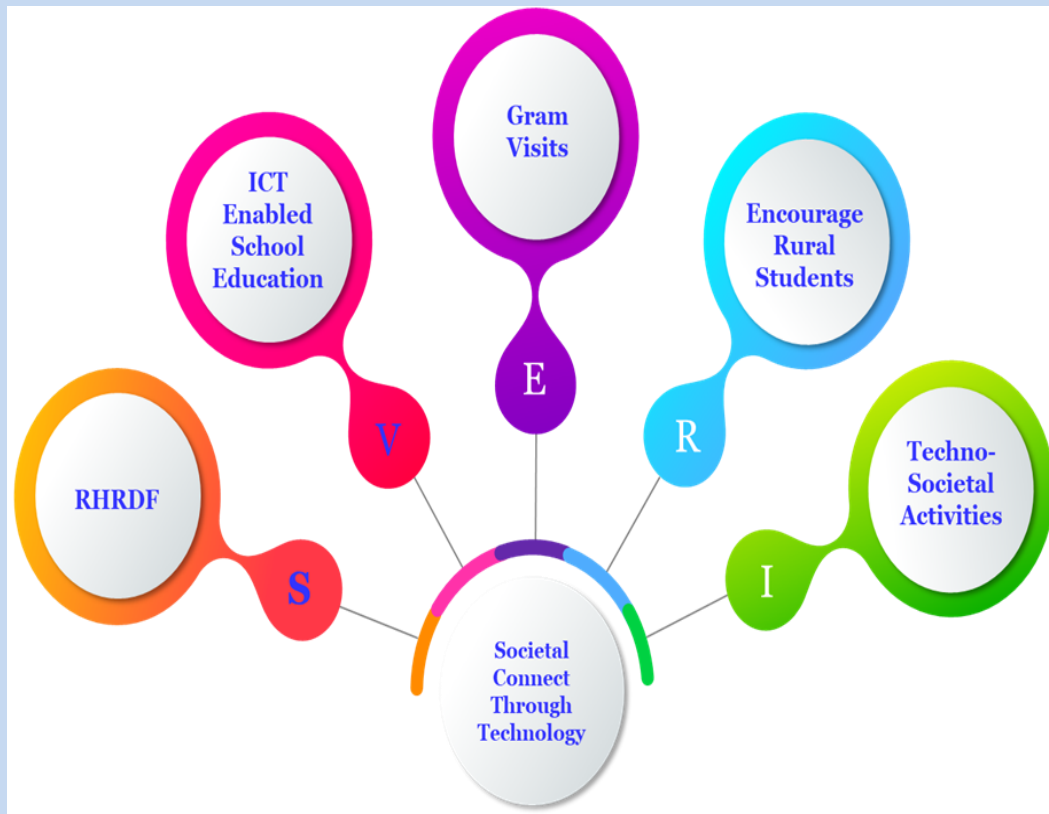 RHRDF
S
ICT
Enabled
School
Education
V
Gram
Visits
E
Encourage
Rural
Students
R
Techno-
Societal
Activities
I
Societal
Connect
Through
Technology